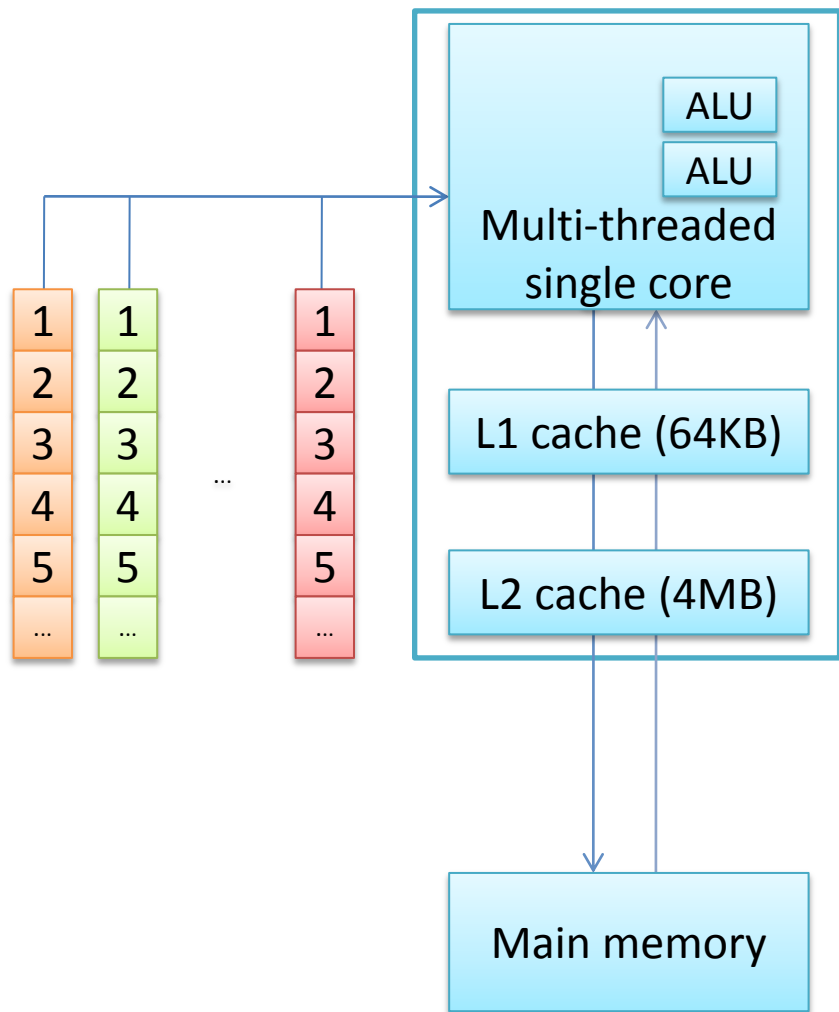 ALU
ALU
Multi-threaded
single core
1 1 1
2 2 2
3 3 3
L1 cache (64KB)
...
4 4 4
5 5 5
L2 cache (4MB)
... ... ...
Main memory